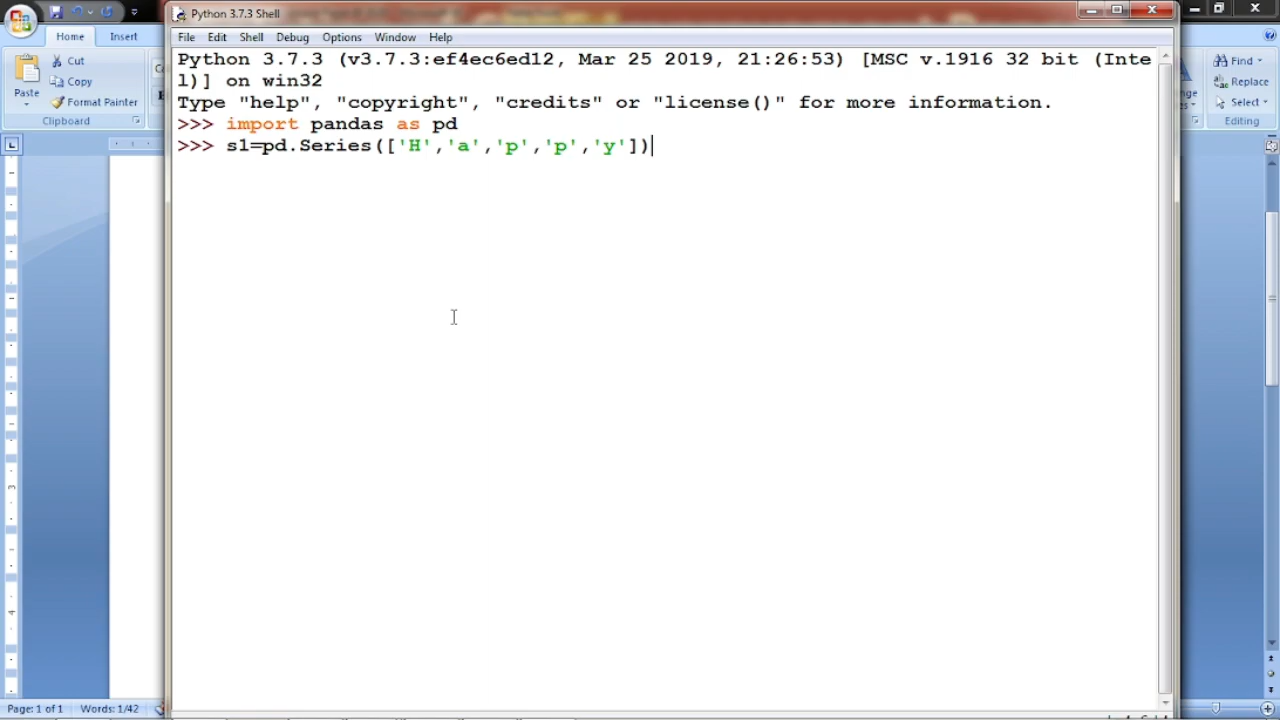 Python 3.7.3 Shell
File Edit Shell Debug Options Window Help
Python 3.7.3 (v3.7.3:ef4ec6ed12, Mar 25 2019, 21:26:53) [MSC v.1916 32 bit (Inte
l)] on win32
Type "help", "copyright", "credits" or "license()" for more information.
>>> import pandas as pd
>>> s1=pd.Series(['H','a','p','p','y'])
Home Insert
Cut
Copy
Paste
Format Painter
Clipboard
Find
Replace
Select
Editing
Page: 1 of 1 Words: 1/42